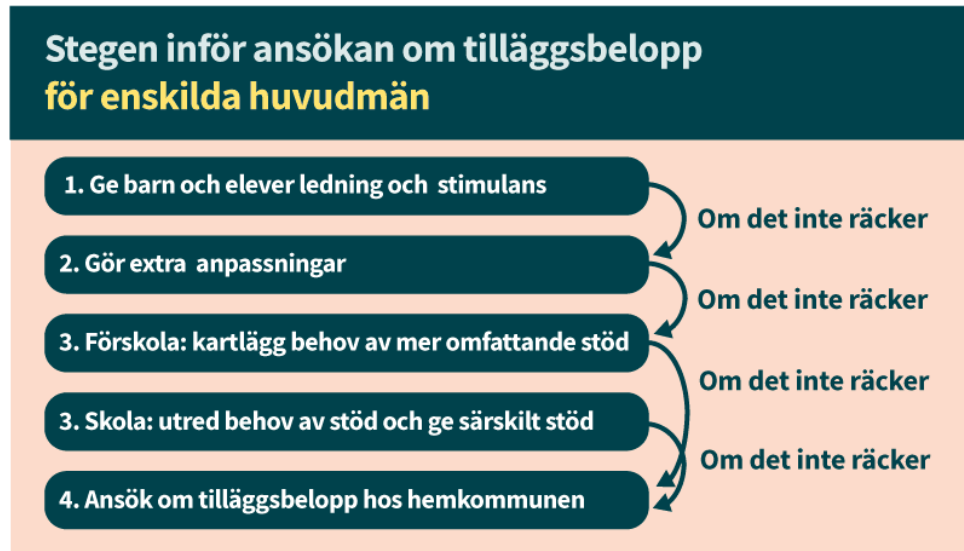 Stegen inför ansökan om tilläggsbelopp
för enskilda huvudmän
1. Ge barn och elever ledning och stimulans
Om det inte räcker
2. Gör extra anpassningar
Om det inte räcker
3. Förskola: kartlägg behov av mer omfattande stöd
Om det inte räcker
3. Skola: utred behov av stöd och ge särskilt stöd
Om det inte räcker
4. Ansök om tilläggsbelopp hos hemkommunen